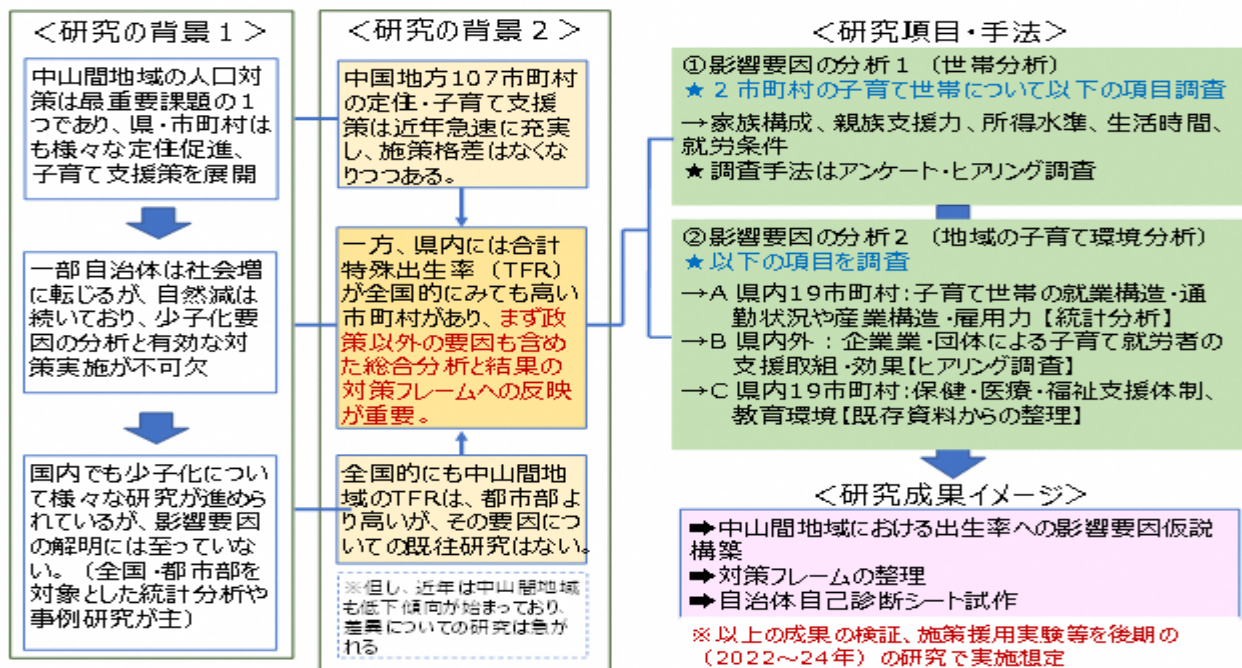 ＜研究の背景１＞
中山間地域の人口対
策は最重要課題の１
つであり、県・市町村は
も様々な定住促進、
子育て支援策を展開
一部自治体は社会増
に転じるが、自然減は
続いており、少子化要
因の分析と有効な対
策実施が不可欠
国内でも少子化につい
て様々な研究が進めら
れているが、影響要因
の解明には至っていな
い。（全国・都市部を
対象とした統計分析や
事例研究が主）
＜研究の背景２＞
中国地方107市町村
の定住・子育て支援
策は近年急速に充実
し、施策格差はなくな
りつつある。
一方、県内には合計
特殊出生率（TFR）
が全国的にみても高い
市町村があり、まず政
策以外の要因も含め
た総合分析と結果の
対策フレームへの反映
が重要。
全国的にも中山間地
域のTFRは、都市部よ
り高いが、その要因につ
いての既往研究はない。
※但し、近年は中山間地域
も低下傾向が始まっており、
差異についての研究は急が
れる
＜研究項目・手法＞
①影響要因の分析１（世帯分析）
★２市町村の子育て世帯について以下の項目調査
→家族構成、親族支援力、所得水準、生活時間、
就労条件
★調査手法はアンケート・ヒアリング調査
②影響要因の分析２（地域の子育て環境分析）
★以下の項目を調査
→A 県内19市町村：子育て世帯の就業構造・通
勤状況や産業構造・雇用力【統計分析】
→B 県内外：企業業・団体による子育て就労者の
支援取組・効果【ヒアリング調査】
→C 県内19市町村：保健・医療・福祉支援体制、
教育環境【既存資料からの整理】
＜研究成果イメージ＞
➡中山間地域における出生率への影響要因仮説
構築
➡対策フレームの整理
➡自治体自己診断シート試作
※以上の成果の検証、施策援用実験等を後期の
（2022～24年）の研究で実施想定